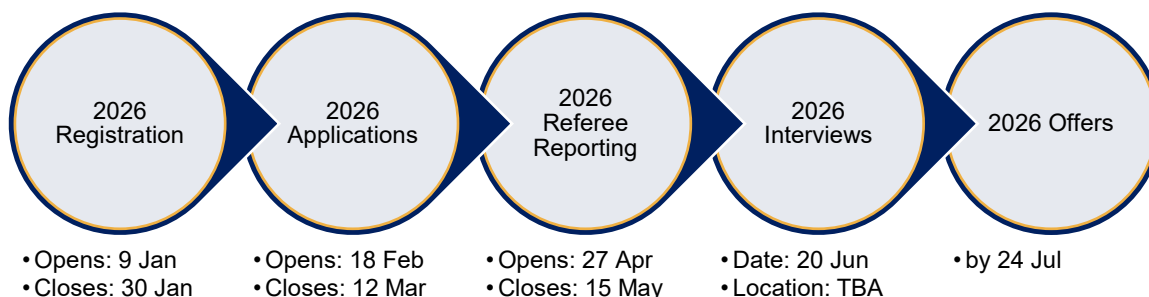 2026
Registration
2026
Applications
2026
Referee
Reporting
2026
Interviews
2026 Offers
•Opens: 9 Jan
•Closes: 30 Jan
•Opens: 18 Feb
•Closes: 12 Mar
•Opens: 27 Apr
•Closes: 15 May
•Date: 20 Jun
•Location: TBA
•by 24 Jul